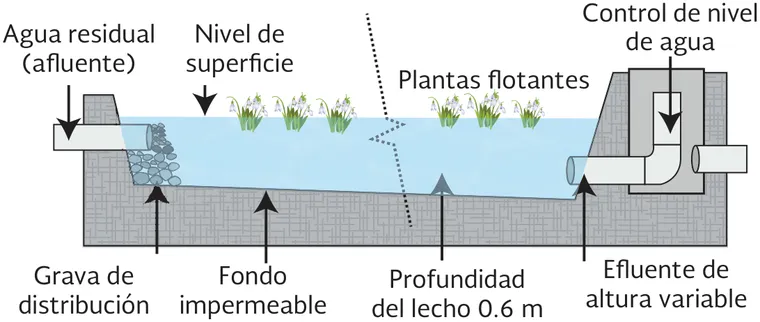 Agua residual
(afluente)
Nivel de
superficie
Plantas flotantes
Control de nivel
de agua
Grava de
distribución
Fondo
impermeable
Profundidad
del lecho 0.6 m
Efluente de
altura variable